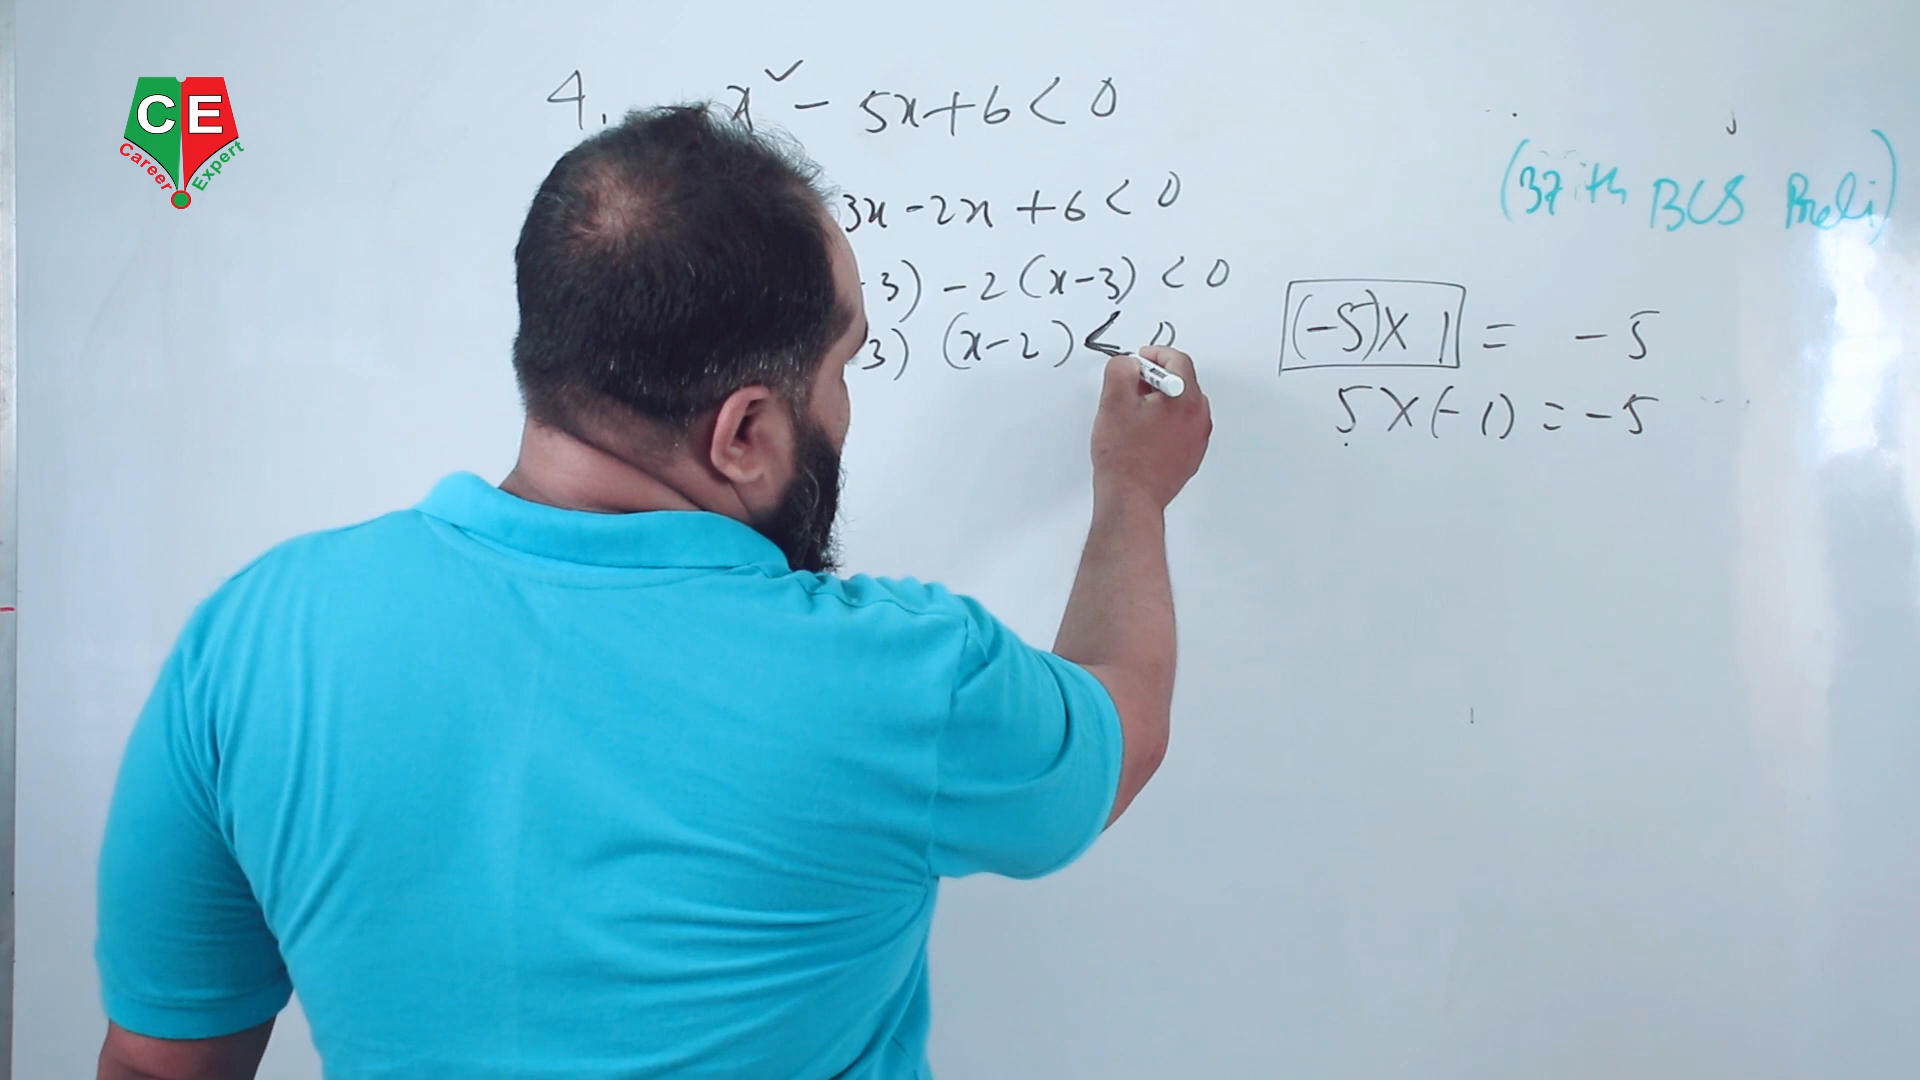 CE
Career Expert
4. x² - 5x + 6 < 0
3x - 2x + 6 < 0
3) - 2(x - 3) < 0
3) (x - 2) < 0
(37th BCS Preli)
(-5) × 1 = -5
5 × (-1) = -5